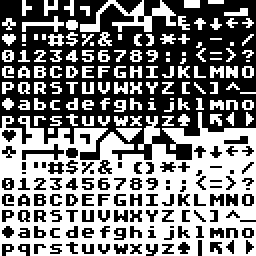 ↑↓←→
!"#$%&'()*+,-./
0123456789:;<=>?
@ABCDEFGHIJKLMNO
PQRSTUVWXYZ[\]^_
♦abcdefghijklmno
pqrstuvwxyz♠|↖◀▶
↑↓←→
!"#$%&'()*+,-./
0123456789:;<=>?
@ABCDEFGHIJKLMNO
PQRSTUVWXYZ[\]^_
♦abcdefghijklmno
pqrstuvwxyz♠|↖◀▶